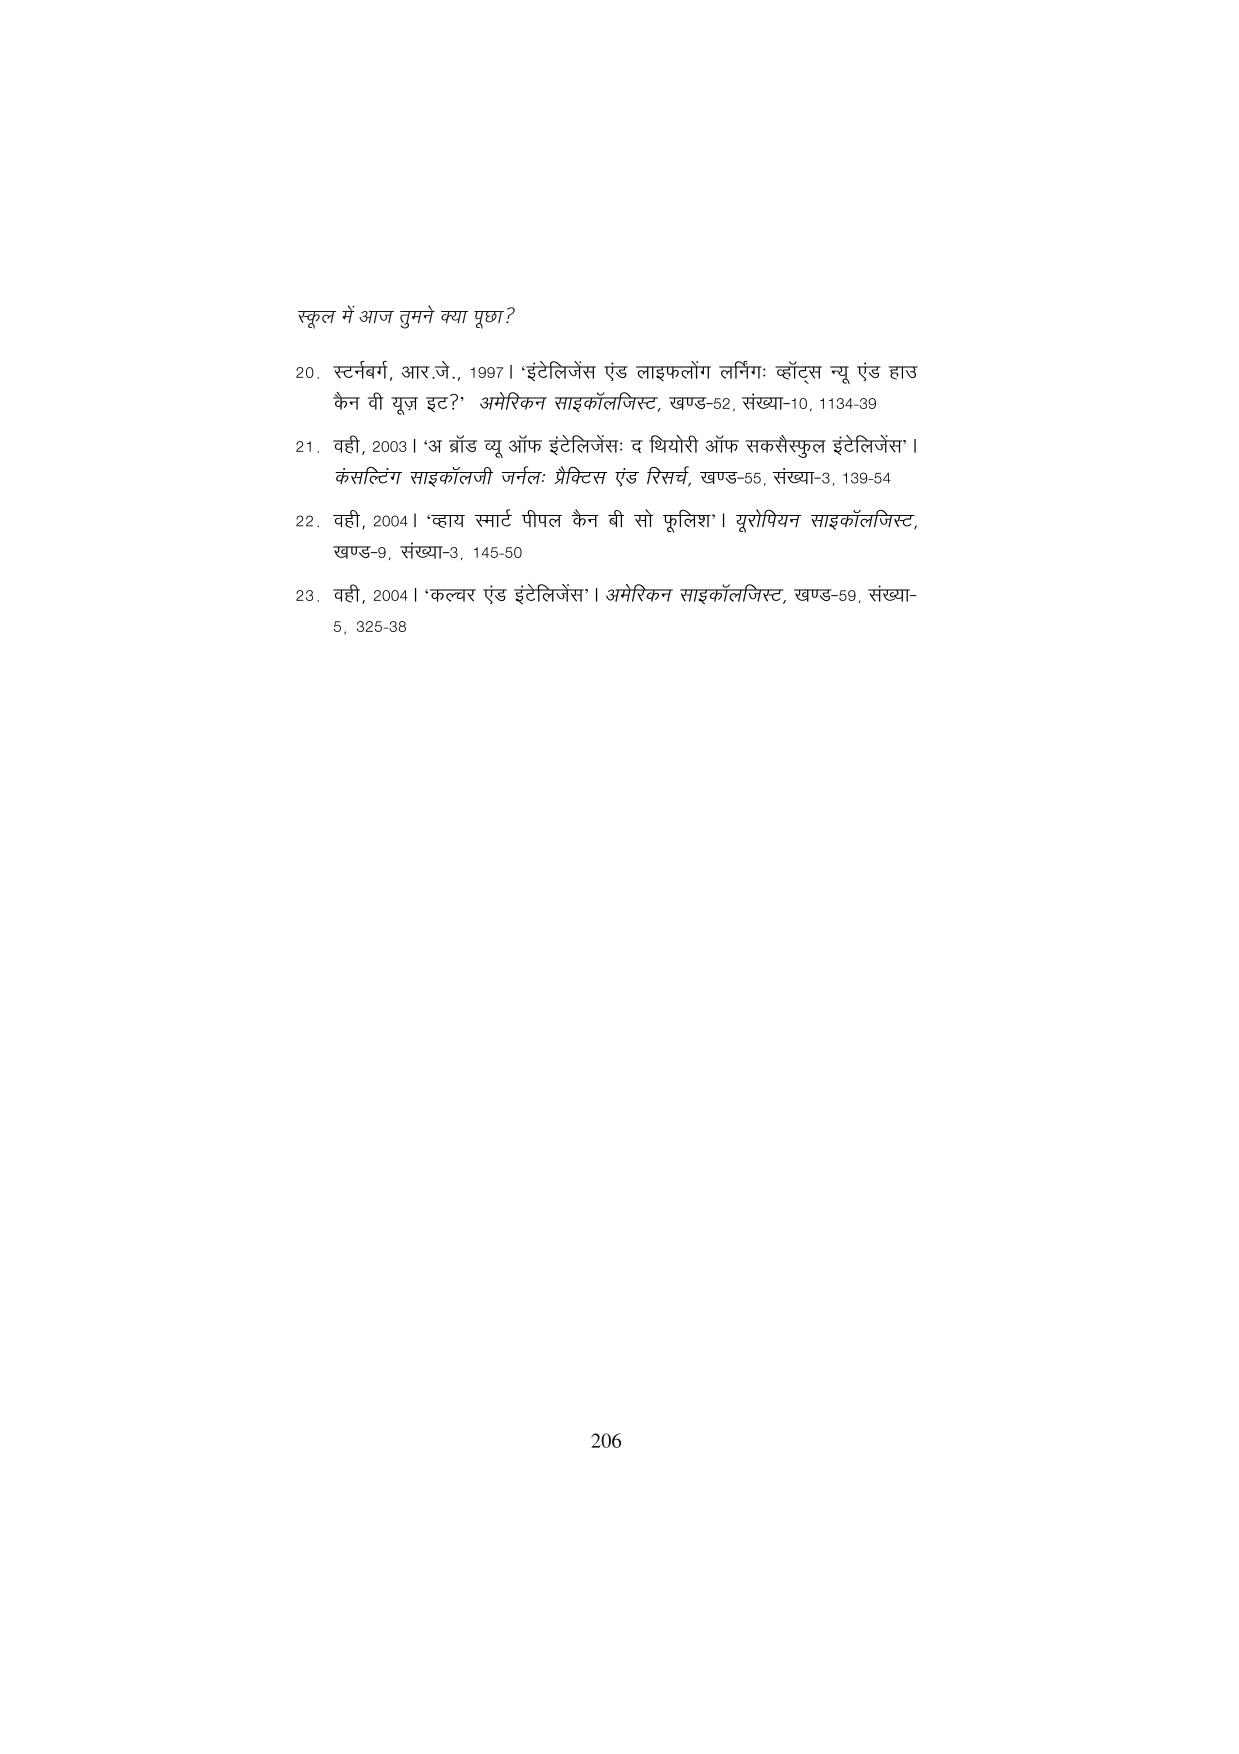 स्कूल में आज तुमने क्या पूछा?
20. स्टर्नबर्ग, आर.जे., 1997। ‘इंटेलिजेंस एंड लाइफलोंग लर्निंगः व्हॉट्स न्यू एंड हाउ
कैन वी यूज़ इट?’ अमेरिकन साइकॉलजिस्ट, खण्ड-52, संख्या-10, 1134-39
21. वही, 2003। ‘अ ब्रॉड व्यू ऑफ इंटेलिजेंसः द थियोरी ऑफ सकसैस्फुल इंटेलिजेंस’।
कंसल्टिंग साइकॉलजी जर्नलः प्रैक्टिस एंड रिसर्च, खण्ड-55, संख्या-3, 139-54
22. वही, 2004। ‘व्हाय स्मार्ट पीपल कैन बी सो फूलिश’। यूरोपियन साइकॉलजिस्ट,
खण्ड-9, संख्या-3, 145-50
23. वही, 2004। ‘कल्चर एंड इंटेलिजेंस’। अमेरिकन साइकॉलजिस्ट, खण्ड-59, संख्या-
5, 325-38
206